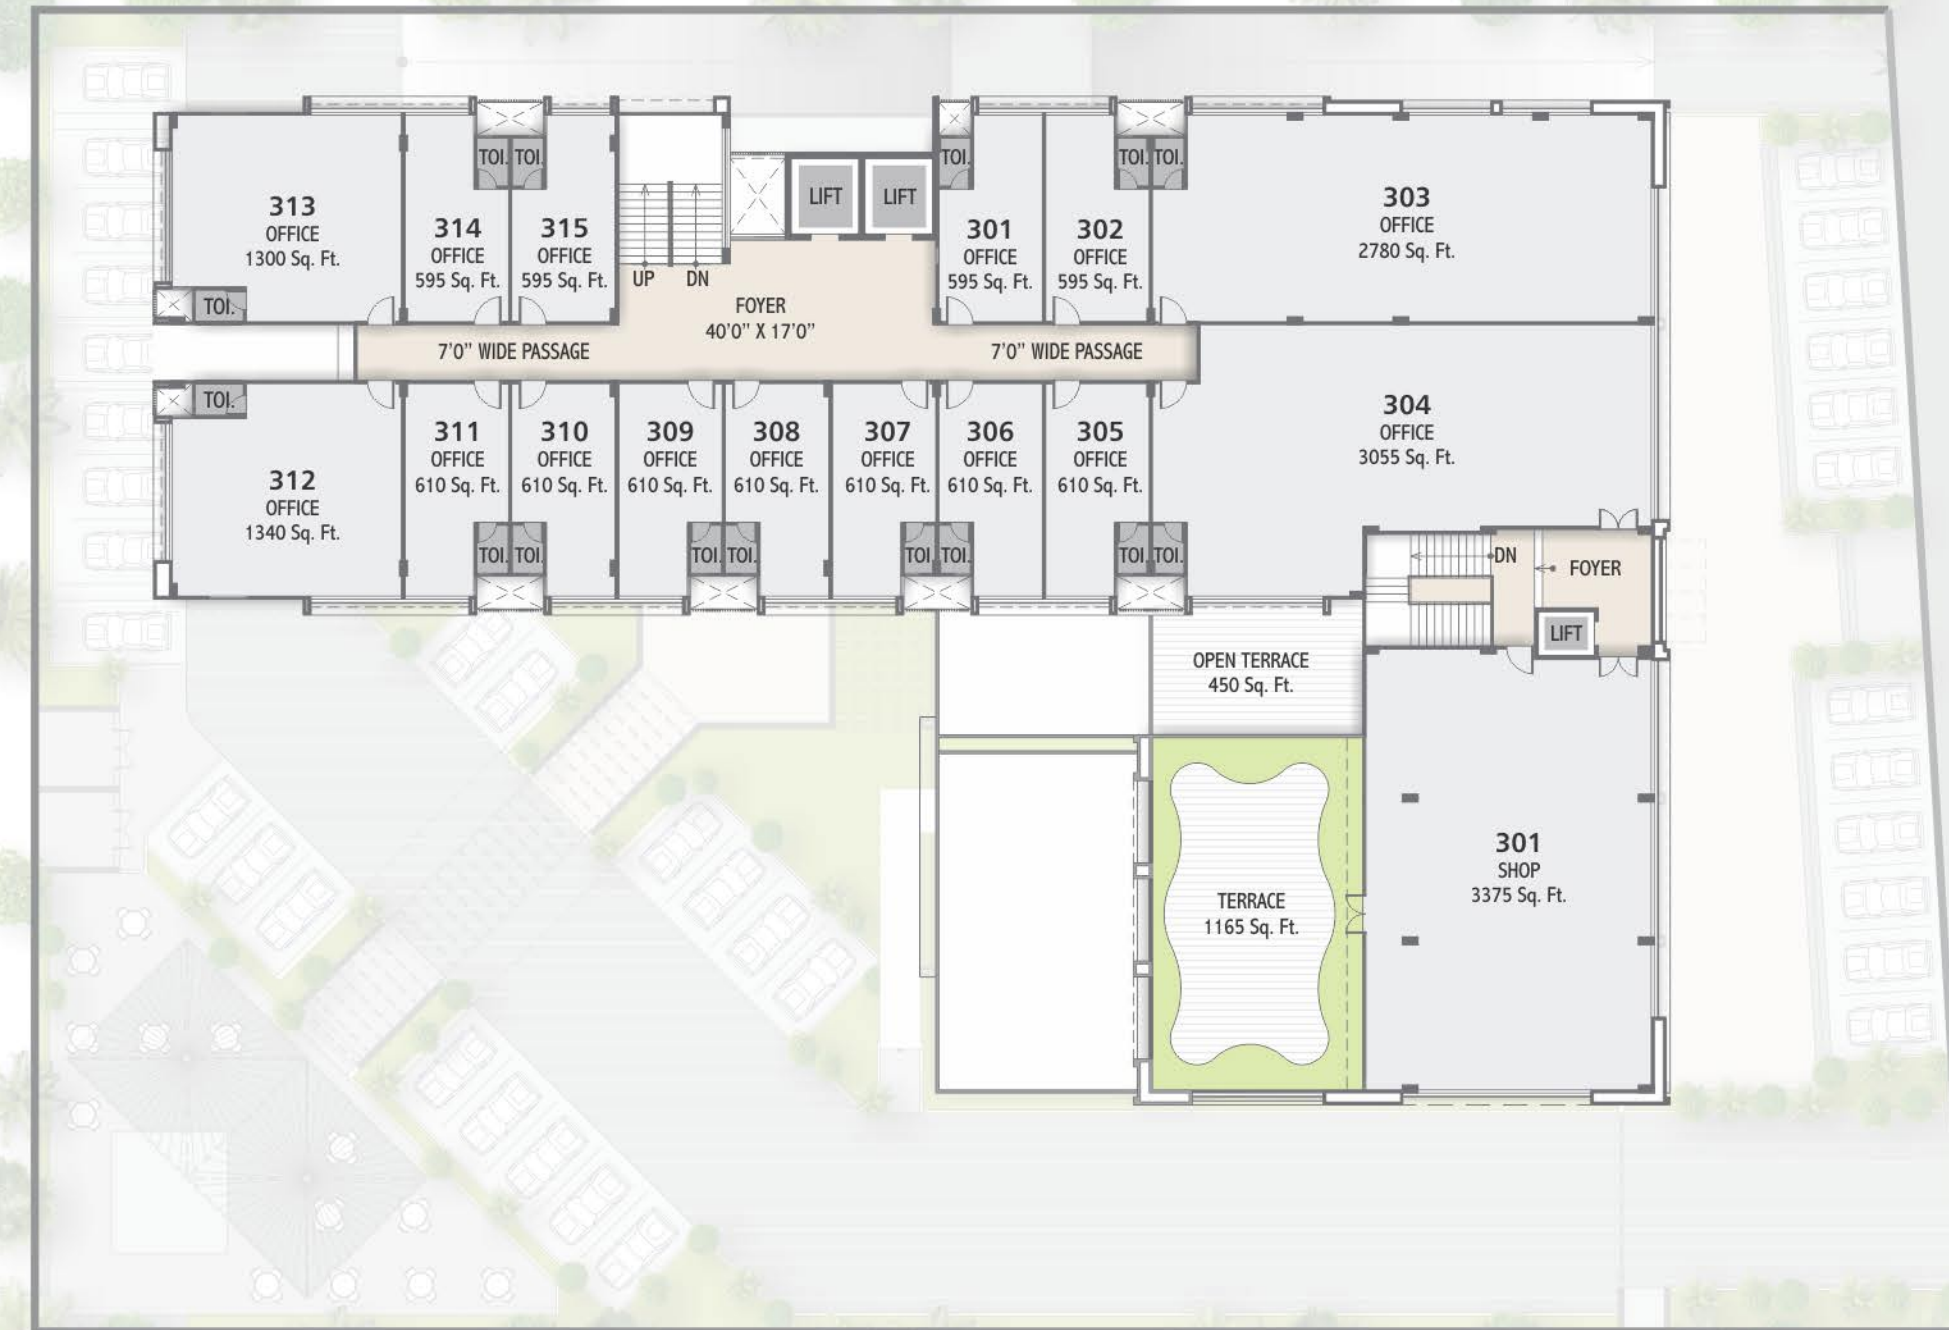 TOI. TOI.
TOI.
TOI. TOI.
LIFT
LIFT
313
OFFICE
1300 Sq. Ft.
TOI.
314
OFFICE
595 Sq. Ft.
315
OFFICE
595 Sq. Ft.
UP
DN
301
OFFICE
595 Sq. Ft.
302
OFFICE
595 Sq. Ft.
303
OFFICE
2780 Sq. Ft.
FOYER
40'0" X 17'0"
7'0" WIDE PASSAGE
7'0" WIDE PASSAGE
TOI.
312
OFFICE
1340 Sq. Ft.
311
OFFICE
610 Sq. Ft.
310
OFFICE
610 Sq. Ft.
309
OFFICE
610 Sq. Ft.
308
OFFICE
610 Sq. Ft.
307
OFFICE
610 Sq. Ft.
306
OFFICE
610 Sq. Ft.
305
OFFICE
610 Sq. Ft.
304
OFFICE
3055 Sq. Ft.
TOI. TOI.
TOI. TOI.
TOI. TOI.
TOI. TOI.
DN
FOYER
LIFT
OPEN TERRACE
450 Sq. Ft.
TERRACE
1165 Sq. Ft.
301
SHOP
3375 Sq. Ft.